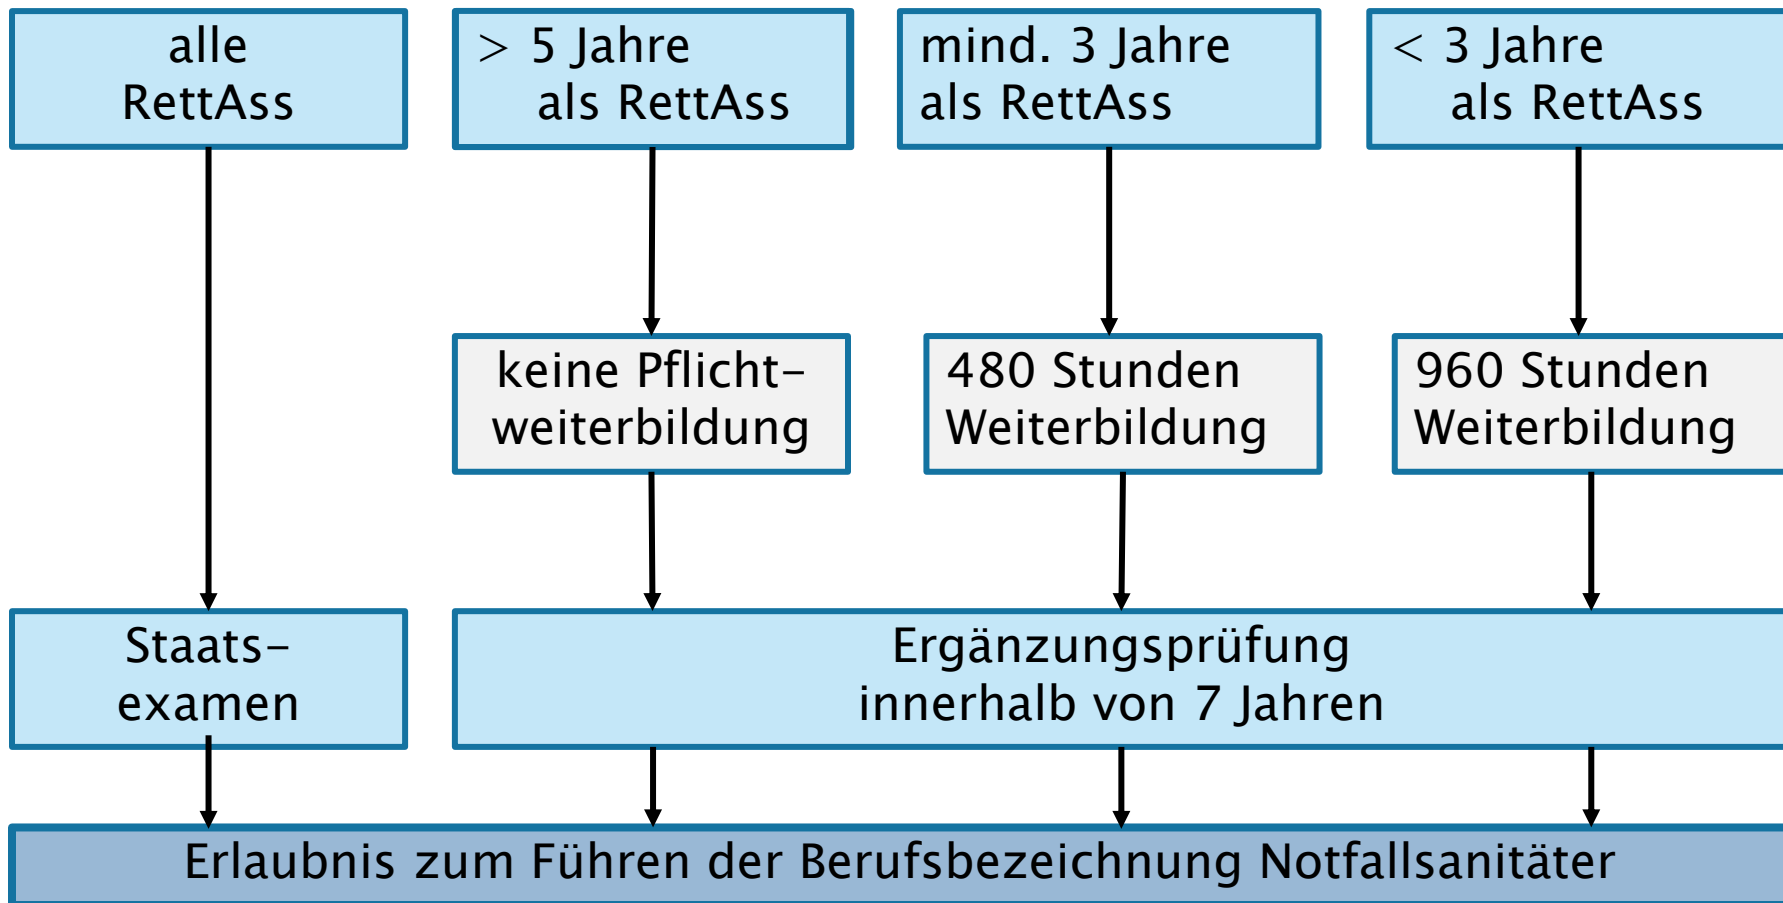 alle
RettAss
> 5 Jahre
als RettAss
mind. 3 Jahre
als RettAss
< 3 Jahre
als RettAss
keine Pflicht-
weiterbildung
480 Stunden
Weiterbildung
960 Stunden
Weiterbildung
Staats-
examen
Ergänzungsprüfung
innerhalb von 7 Jahren
Erlaubnis zum Führen der Berufsbezeichnung Notfallsanitäter